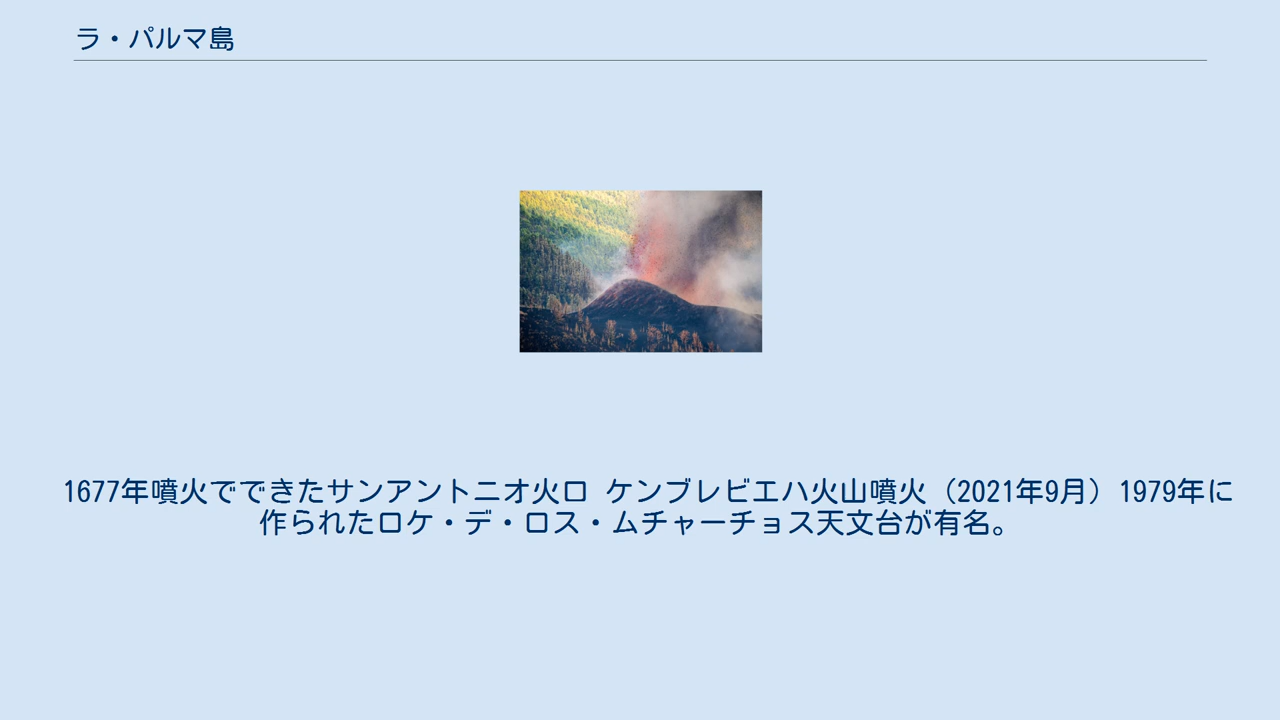 ラ・パルマ島
1677年噴火でできたサンアントニオ火口 ケンブレビエハ火山噴火（2021年9月）1979年に
作られたロケ・デ・ロス・ムチャーチョス天文台が有名。